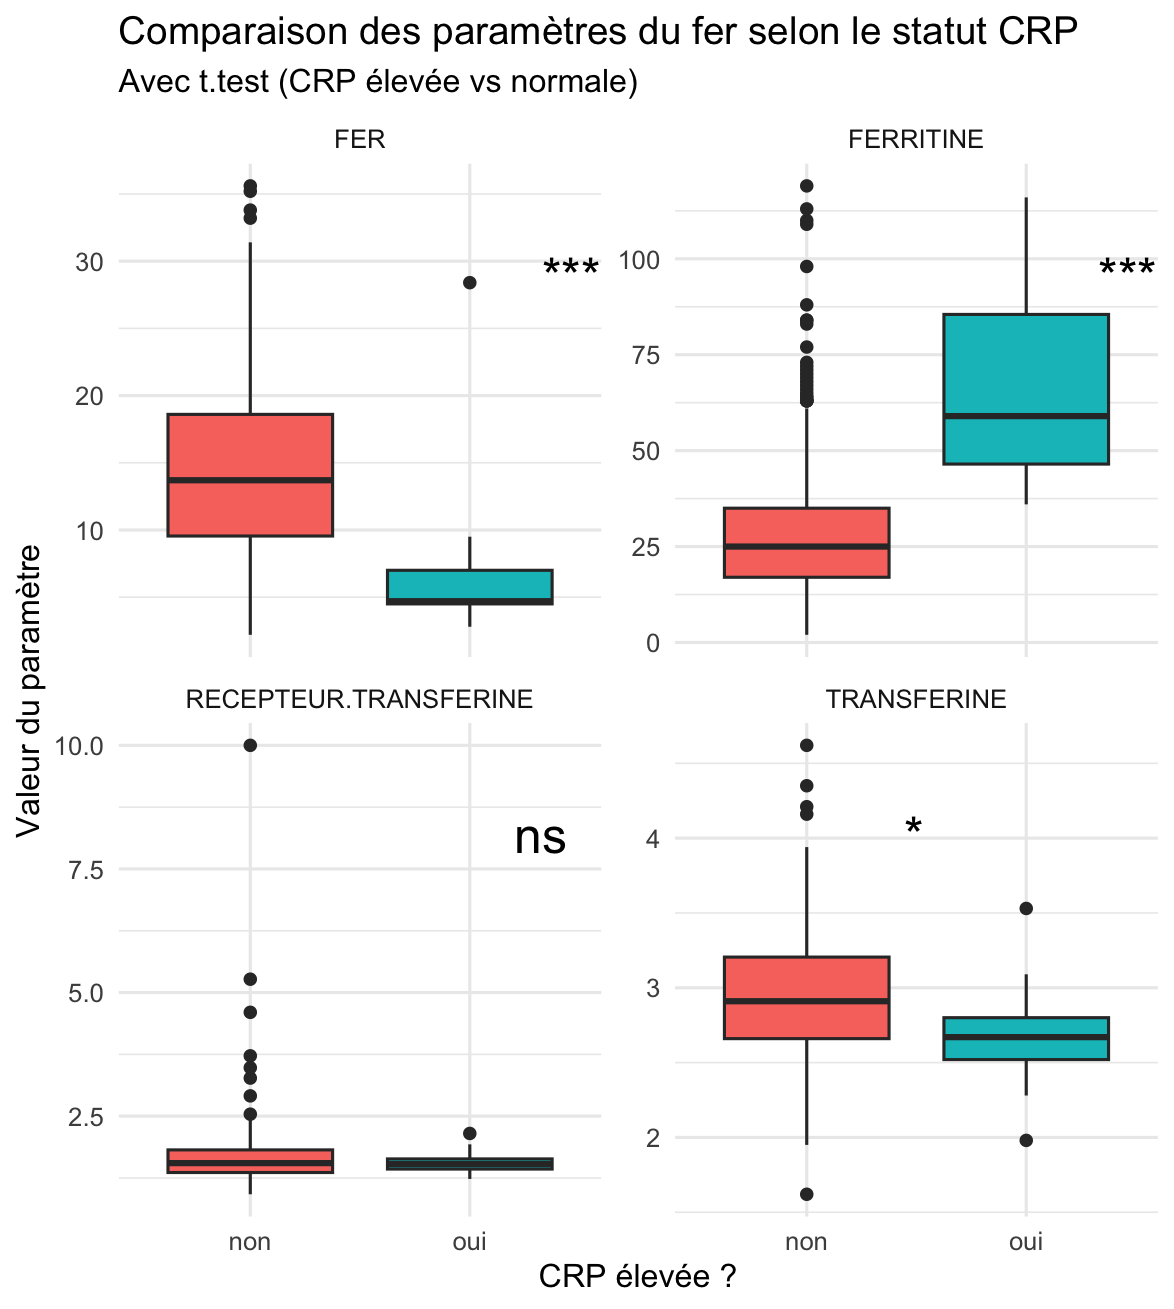 Comparaison des paramètres du fer selon le statut CRP
Avec t.test (CRP élevée vs normale)
FER
30
20
10
***
FERRITINE
100
75
50
25
0
***
Valeur du paramètre
RECEPTEUR.TRANSFERINE
10.0
7.5
5.0
2.5
ns
non
oui
TRANSFERINE
4
3
2
*
non
oui
CRP élevée ?